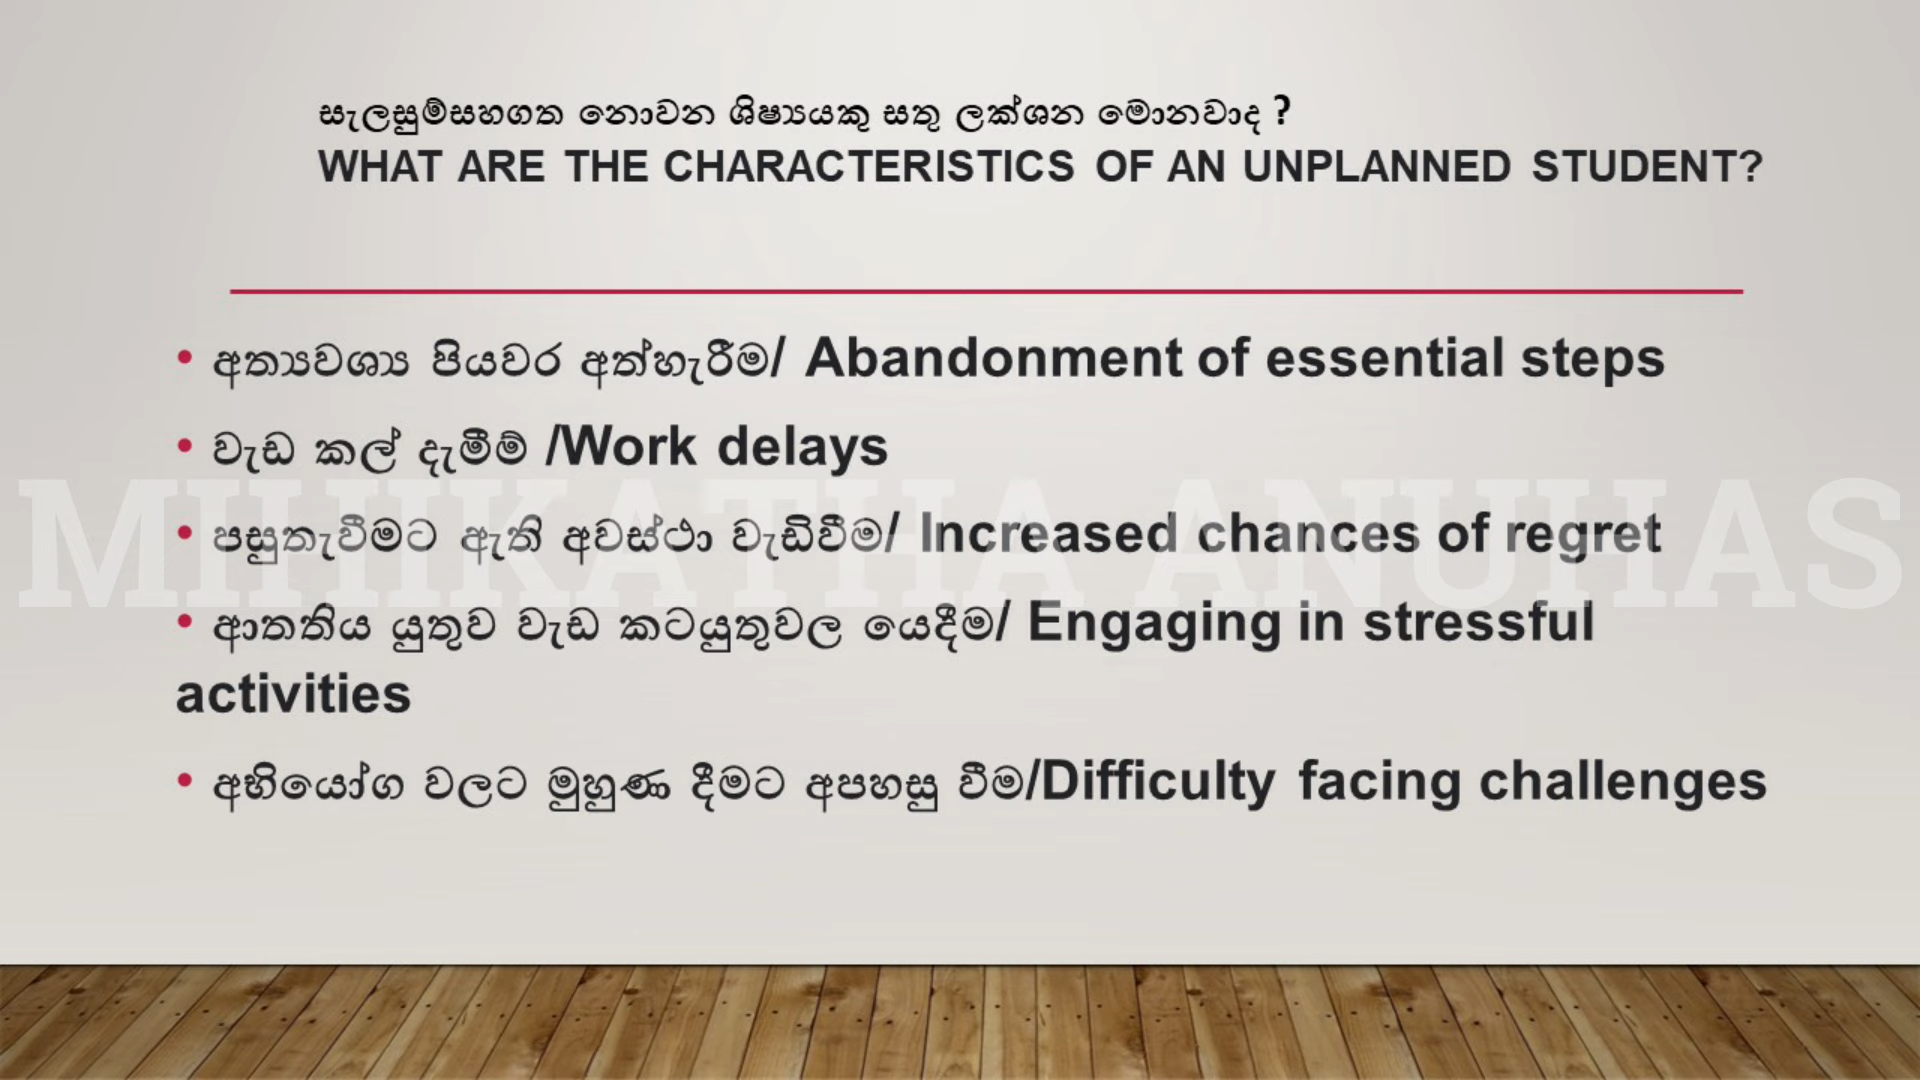 සැලසුම්සහගත නොවන ශිෂ්‍යයකු සතු ලක්ශන මොනවාද ?
WHAT ARE THE CHARACTERISTICS OF AN UNPLANNED STUDENT?
• අත්‍යවශ්‍ය පියවර අත්හැරීම/ Abandonment of essential steps
• වැඩ කල් දැමීම් /Work delays
• පසුතැවීමට ඇති අවස්ථා වැඩිවීම/ Increased chances of regret
MIHIKATHA ANUHAS
• ආතතිය යුතුව වැඩ කටයුතුවල යෙදීම/ Engaging in stressful
activities
• අභියෝග වලට මුහුණ දීමට අපහසු වීම/Difficulty facing challenges